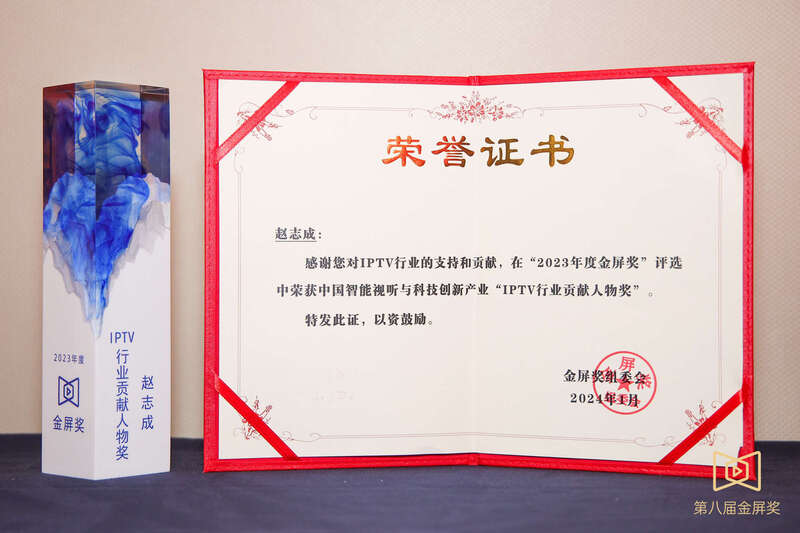 2023年度
金屏奖
IPTV
行业贡献人物奖
赵志成
荣誉证书
赵志成：
感谢您对IPTV行业的支持和贡献，在“2023年度金屏奖”评选
中荣获中国智能视听与科技创新产业“IPTV行业贡献人物奖”。
特发此证，以资鼓励。
金屏奖组委会
2024年1月
第八届金屏奖